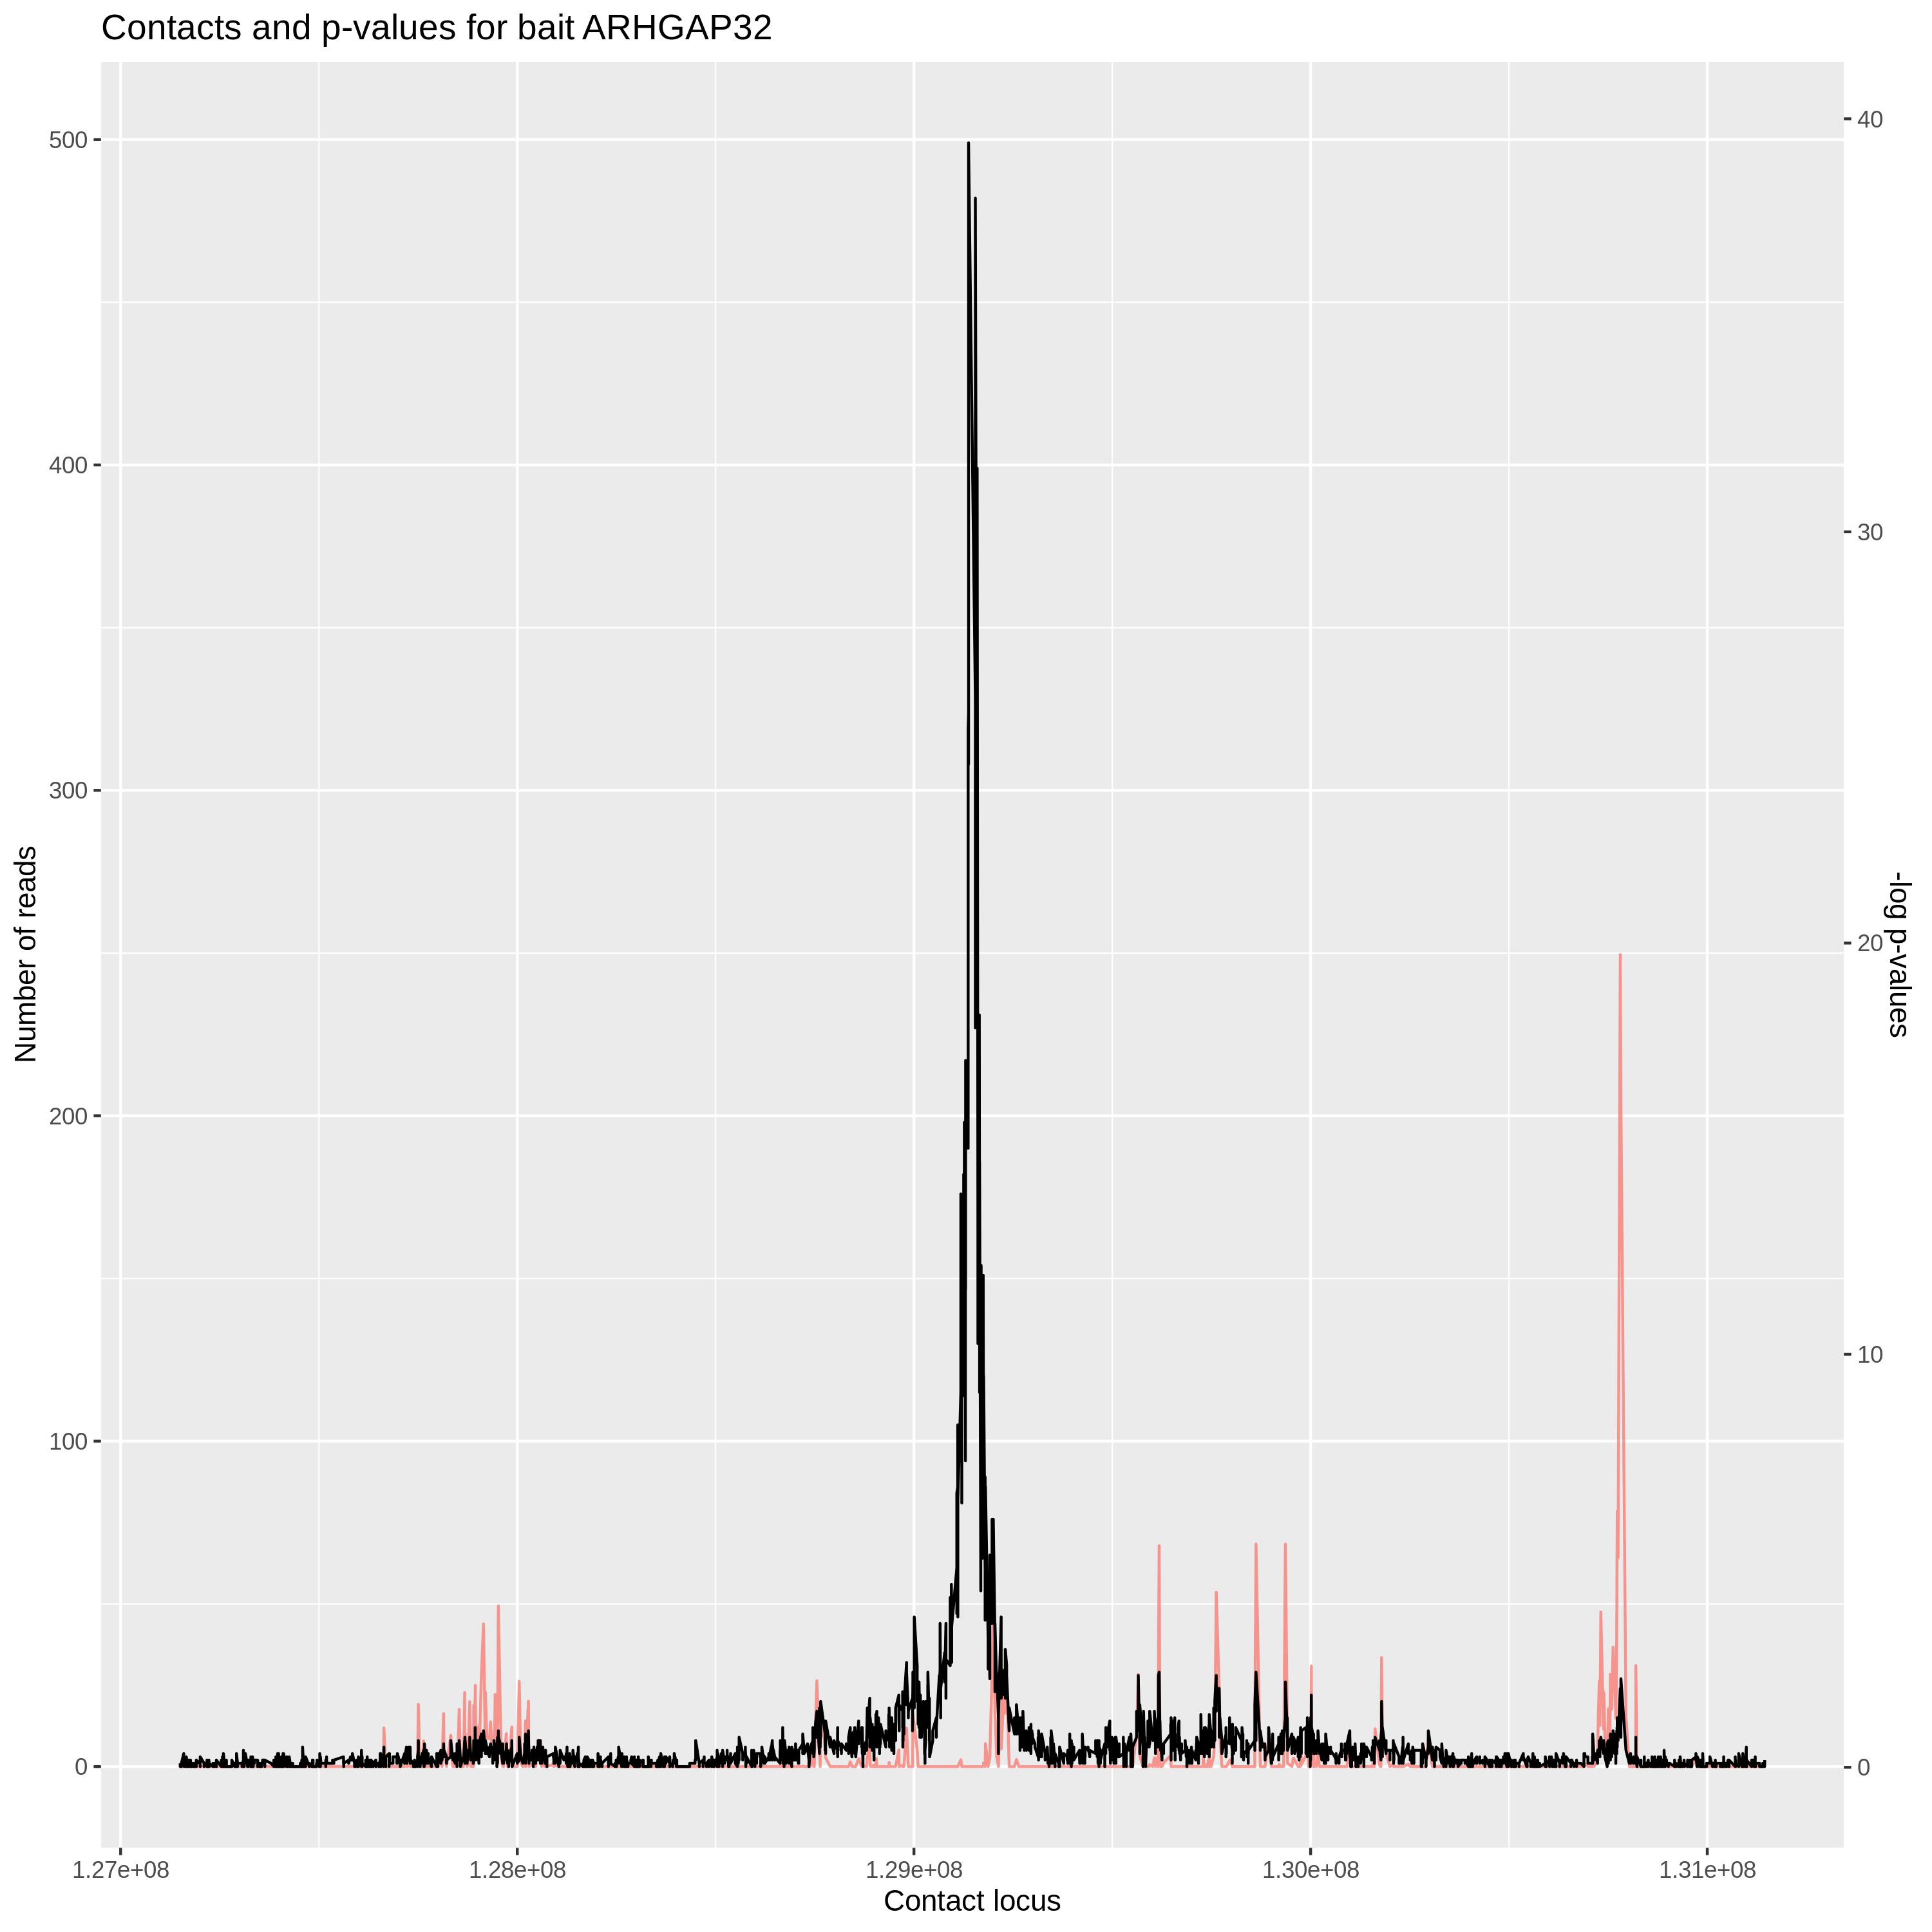 Contacts and p-values for bait ARHGAP32
500
400
300
200
100
0
Number of reads
40
30
20
10
0
-log p-values
1.27e+08
1.28e+08
1.29e+08
1.30e+08
1.31e+08
Contact locus